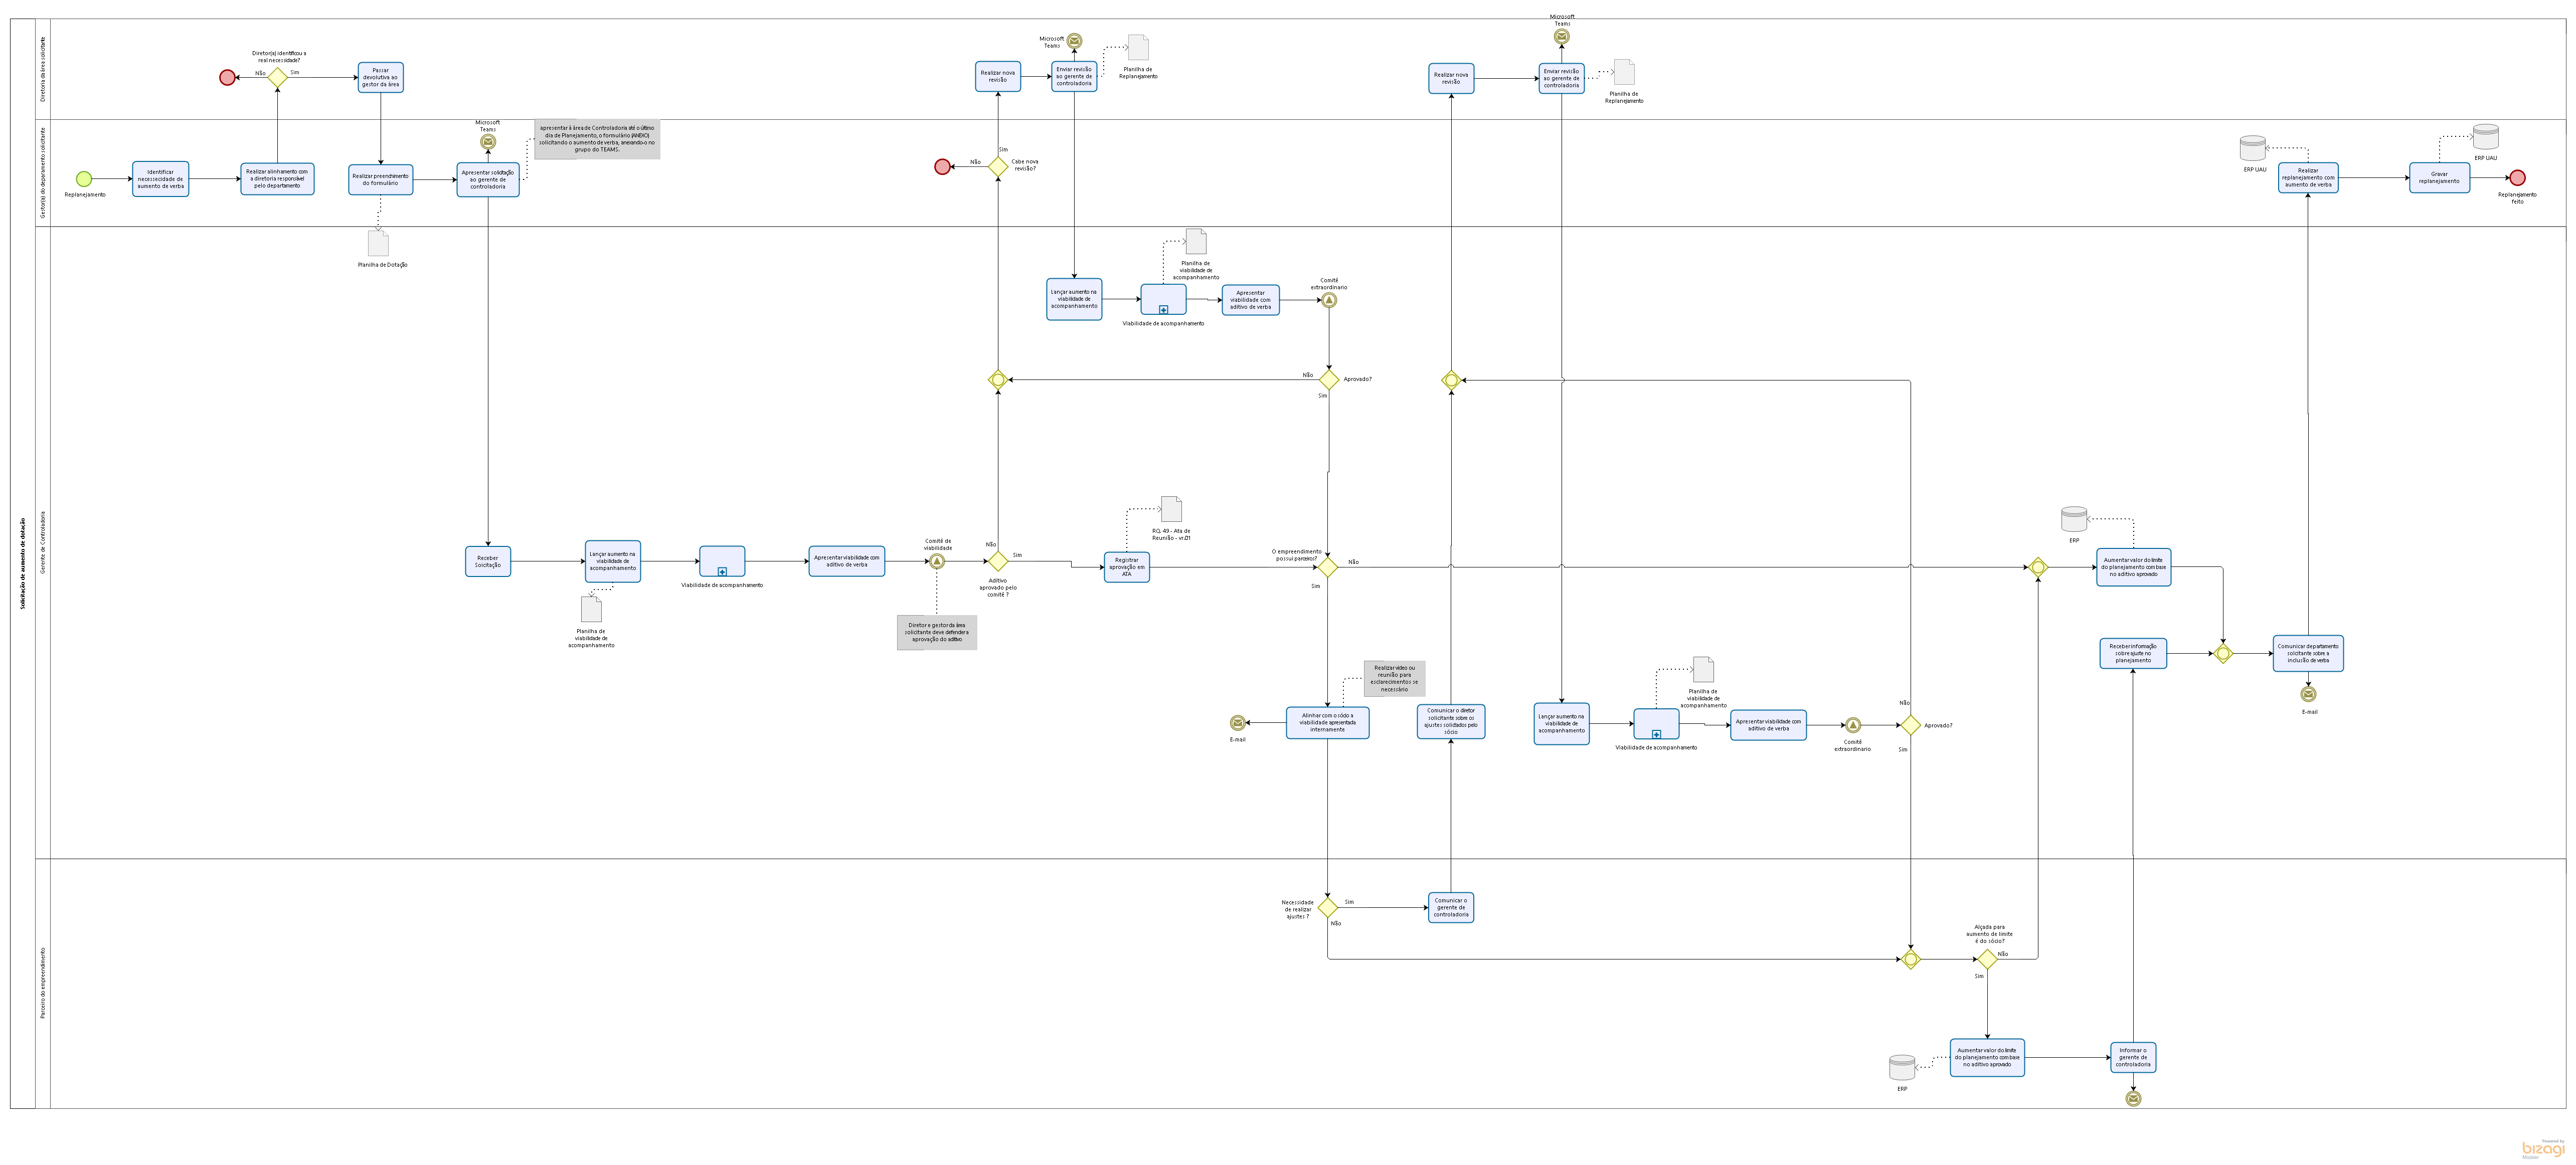 Solicitação de aumento de dotação
Diretoria da área solicitante
Diretor(a) identificou a
real necessidade?
Não
Sim
Passar
devolutiva ao
gestor da área
Realizar nova
revisão
Microsoft
Teams
Enviar revisão
ao gerente de
controladoria
Planilha de
Replanejamento
Realizar nova
revisão
Microsoft
Teams
Enviar revisão
ao gerente de
controladoria
Planilha de
Replanejamento
Gestor(a) do deparamento solicitante
Replanejamento
Identificar
necessecidade de
aumento de verba
Realizar alinhamento com
a diretoria responsável
pelo departamento
Realizar preenchimento
do formulário
Microsoft
Teams
Apresentar solictação
ao gerente de
controladoria
apresentar à área de Controladoria até o último
dia de Planejamento, o formulário (ANEIO)
solicitando o aumento de verba, anexando-o no
grupo do TEAMS.
Não
Sim
Cabe nova
revisão?
ERP UAU
Realizar
replanejamento com
aumento de verba
Gravar
replanejamento
ERP UAU
Replanejamento
feito
Gerente de Controladoria
Planilha de Dotação
Lançar aumento na
viabilidade de
acompanhamento
Planilha de
viabilidade de
acompanhamento
Viabilidade de acompanhamento
Apresentar
viabilidade com
aditivo de verba
Comitê
extraordinario
Não
Aprovado?
Sim
Receber
Solcitação
Lançar aumento na
viabilidade de
acompanhamento
Planilha de
viabilidade de
acompanhamento
Viabilidade de acompanhamento
Apresentar viabilidade com
aditivo de verba
Comitê de
viabilidade
Diretor e gestor da área
solicitante deve defender a
aprovação do aditivo
Não
Sim
Aditivo
aprovado pelo
comitê ?
Registrar
aprovação em
ATA
RQ. 49 - Ata de
Reunião - vr.01
O empreendimento
possui parceiros?
Não
Sim
Realizar vídeo ou
reunião para
esclarecimentos se
necessário
Alinhar com o sócio a
viabilidade apresentada
internamente
E-mail
Comunicar o diretor
solicitante sobre os
ajustes solicitados pelo
sócio
Lançar aumento na
viabilidade de
acompanhamento
Planilha de
viabilidade de
acompanhamento
Viabilidade de acompanhamento
Apresentar viabilidade com
aditivo de verba
Comitê
extraordinario
Não
Aprovado?
Sim
ERP
Aumentar valor do limite
do planejamento com base
no aditivo aprovado
Receber informação
sobre ajuste no
planejamento
Comunicar departamento
solicitante sobre a
inclusão de verba
E-mail
Parceiro do empreendimento
Necessidade
de realizar
ajustes ?
Sim
Não
Comunicar o
gerente de
controladoria
Alçada para
aumento de limite
é do sócio?
Não
Sim
ERP
Aumentar valor do limite
do planejamento com base
no aditivo aprovado
Informar o
gerente de
controladoria
Powered by
bizagi
Modeler